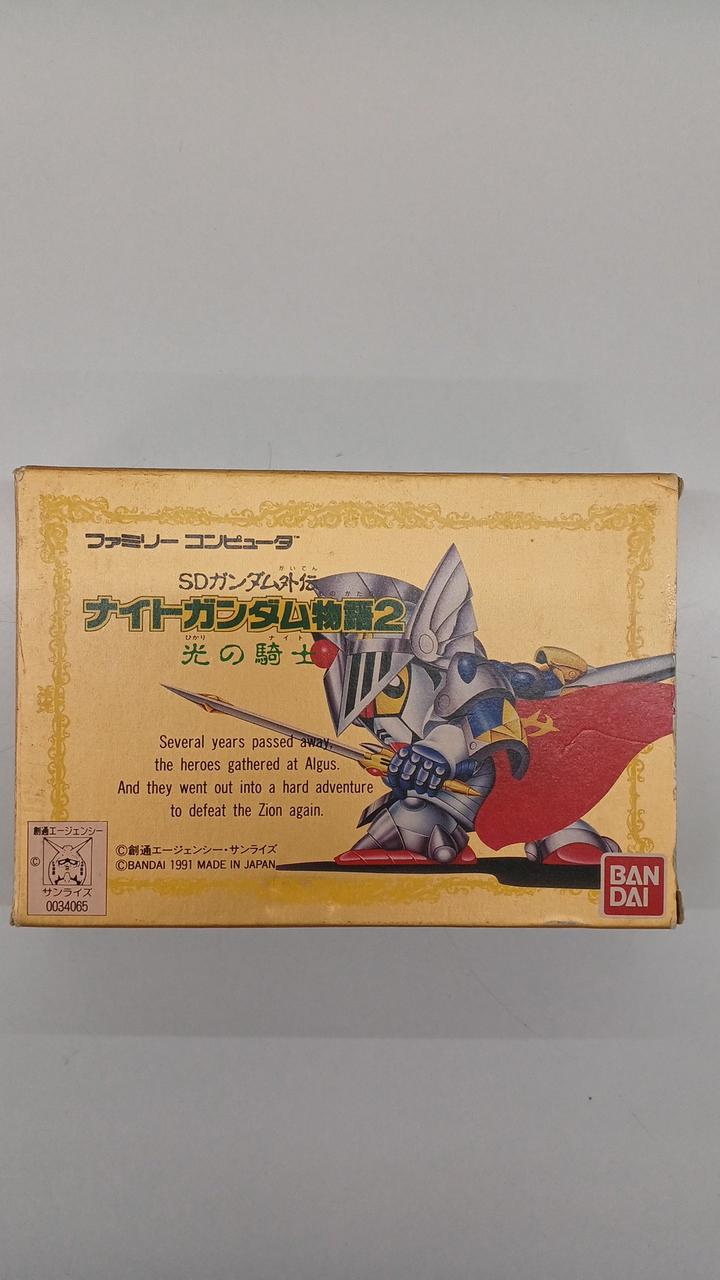 ファミリー コンピュータ™
がいでん
SDガンダム外伝
ものがたり
ナイトガンダム物語2
ひかり ナイト
光の騎士
Several years passed away,
the heroes gathered at Algus.
And they went out into a hard adventure
to defeat the Zion again.
創通エージェンシー
©
サンライズ
0034065
©創通エージェンシー・サンライズ
©BANDAI 1991 MADE IN JAPAN
BAN
DAI